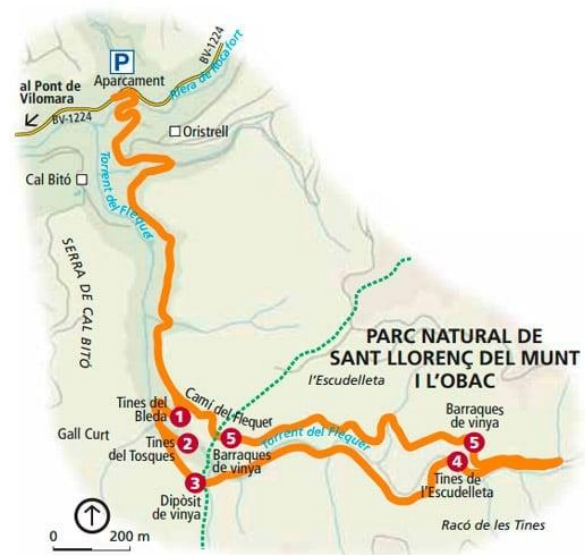 P
Aparcament
BV-1224
Riera de Rocafort
al Pont de
Vilomara
BV-1224
Oristrell
Cal Bitó
Torrent del Flequer
SERRA DE CAL BITÓ
PARC NATURAL DE
SANT LLORENÇ DEL MUNT
I L'OBAC
l'Escudelleta
Tines del
Bleda
1
Camí del Flequer
Gall Curt
Tines
del Tosques
2
5
Barraques
de vinya
Torrent del Flequer
Barraques
de vinya
5
4
Tines de
l'Escudelleta
3
Dipòsit
de vinya
Racó de les Tines
0 200 m